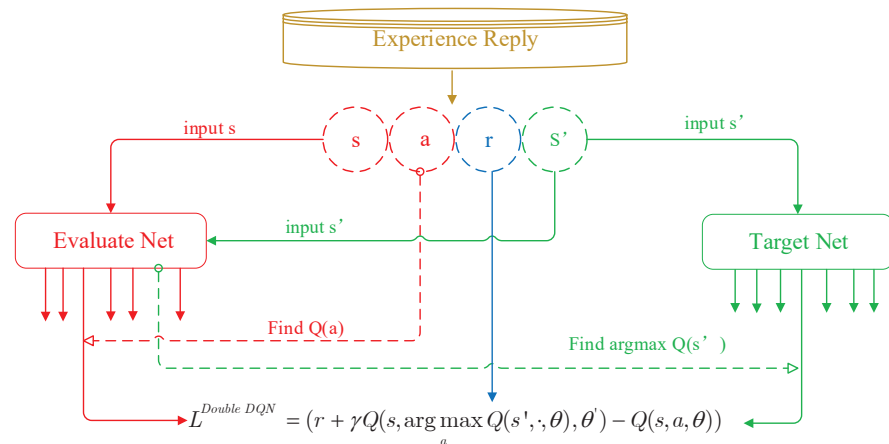 Experience Reply
input s
s
a
r
S’
input s’
input s’
Evaluate Net
Target Net
Find Q(a)
Find argmax Q(s’)
L^{Double DQN} = (r + γQ(s, arg max_a Q(s', ·, θ), θ') − Q(s, a, θ))